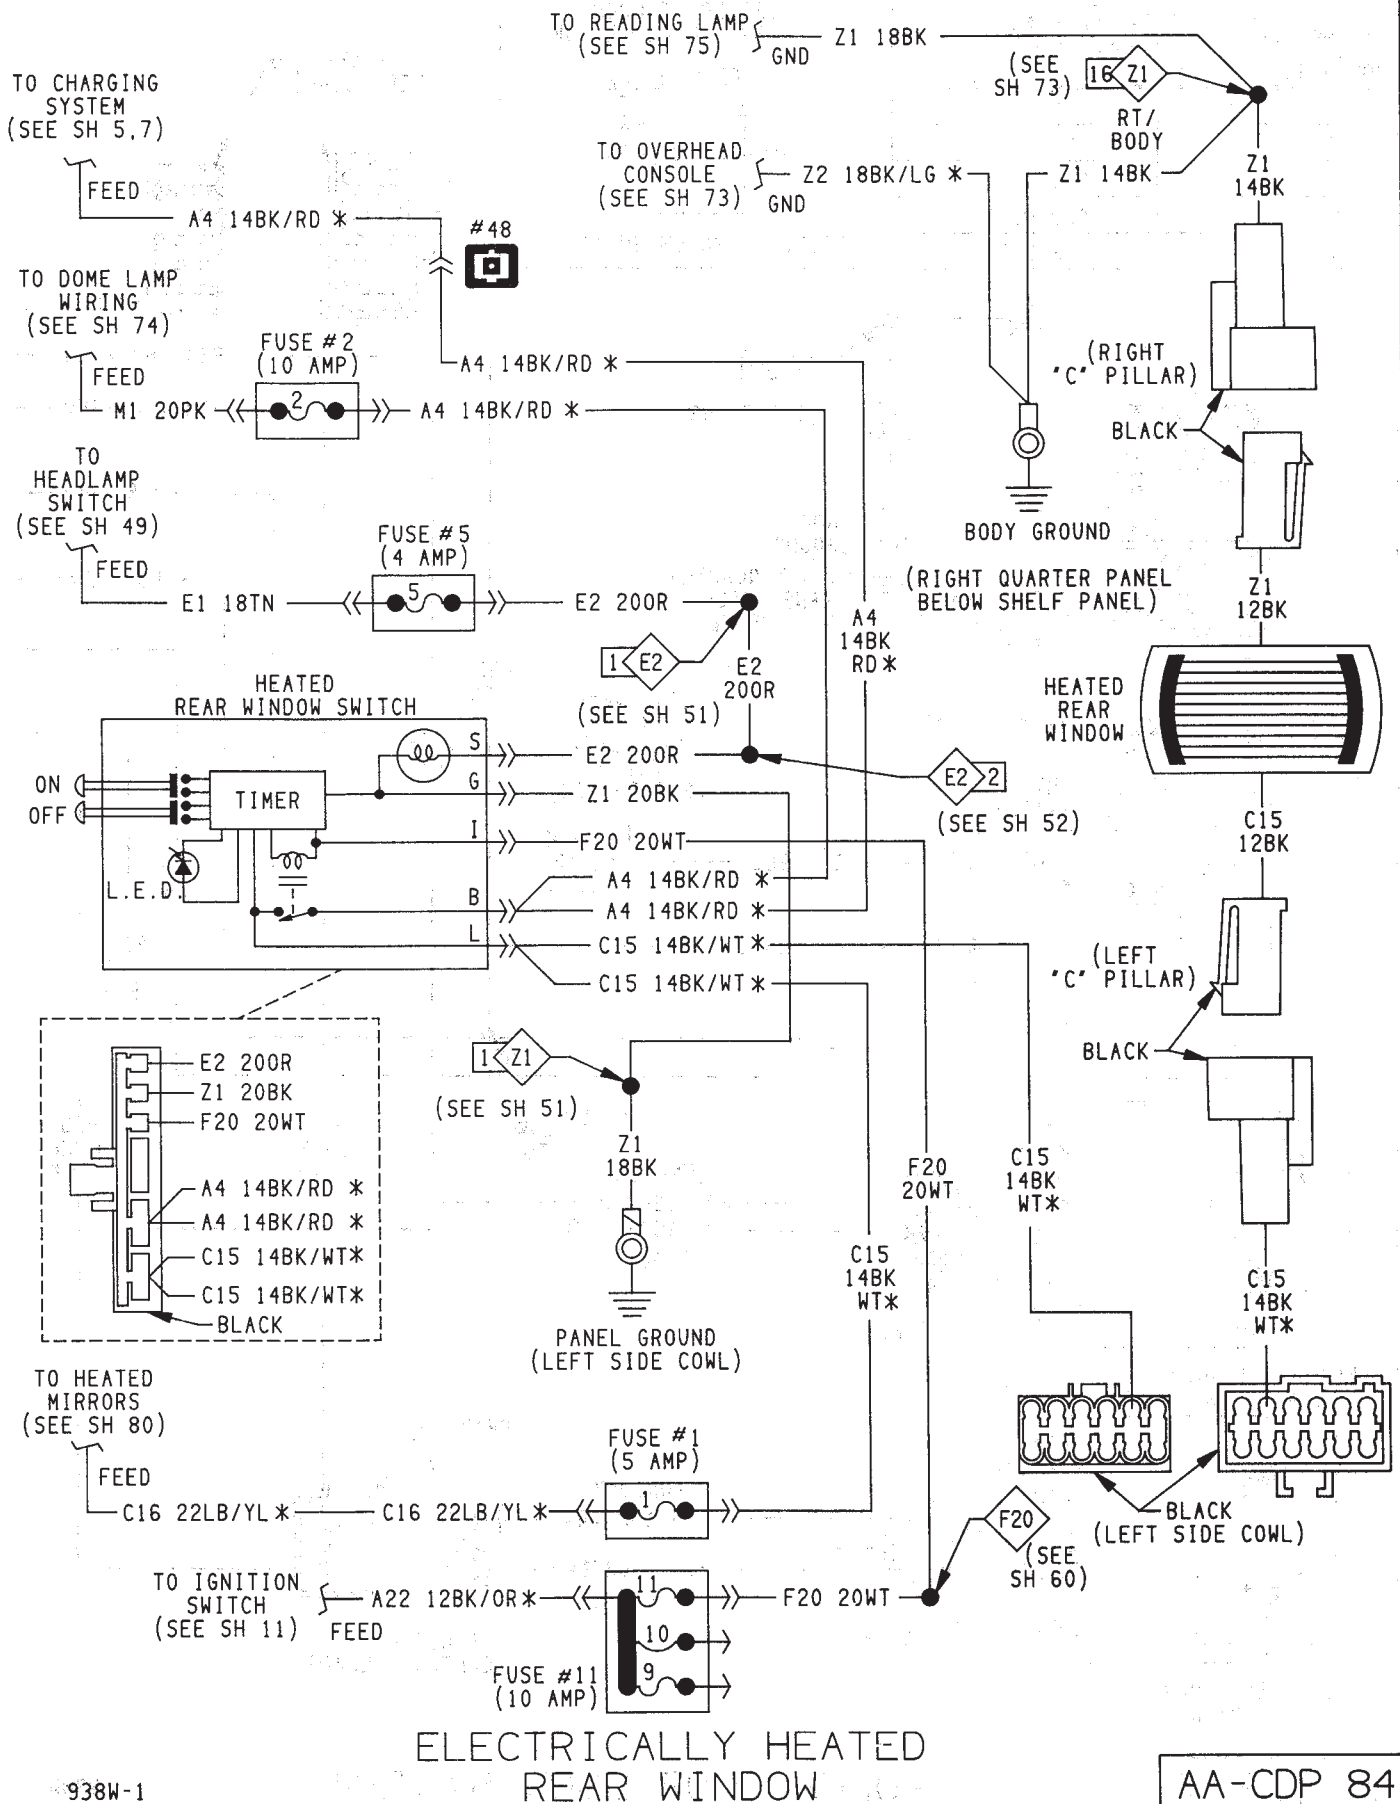 TO READING LAMP
(SEE SH 75)
GND
Z1 18BK
(SEE
SH 73)
16
Z1
RT/
BODY
TO CHARGING
SYSTEM
(SEE SH 5,7)
FEED
A4 14BK/RD *
#48
TO OVERHEAD
CONSOLE
(SEE SH 73)
Z2 18BK/LG *
GND
Z1 14BK
Z1
14BK
TO DOME LAMP
WIRING
(SEE SH 74)
FEED
M1 20PK
FUSE #2
(10 AMP)
2
A4 14BK/RD *
A4 14BK/RD *
(RIGHT
"C" PILLAR)
BLACK
TO
HEADLAMP
SWITCH
(SEE SH 49)
FEED
E1 18TN
FUSE #5
(4 AMP)
5
E2 20OR
BODY GROUND
(RIGHT QUARTER PANEL
BELOW SHELF PANEL)
Z1
12BK
1
E2
(SEE SH 51)
E2
20OR
A4
14BK
RD *
HEATED
REAR WINDOW SWITCH
HEATED
REAR
WINDOW
ON
OFF
TIMER
L.E.D.
S
G
I
B
L
E2 20OR
Z1 20BK
F20 20WT
A4 14BK/RD *
A4 14BK/RD *
C15 14BK/WT *
C15 14BK/WT *
E2
2
(SEE SH 52)
C15
12BK
(LEFT
"C" PILLAR)
BLACK
E2 20OR
Z1 20BK
F20 20WT
A4 14BK/RD *
A4 14BK/RD *
C15 14BK/WT*
C15 14BK/WT*
BLACK
1
Z1
(SEE SH 51)
Z1
18BK
PANEL GROUND
(LEFT SIDE COWL)
C15
14BK
WT*
F20
20WT
C15
14BK
WT*
C15
14BK
WT*
TO HEATED
MIRRORS
(SEE SH 80)
FEED
C16 22LB/YL *
C16 22LB/YL *
FUSE #1
(5 AMP)
1
BLACK
(LEFT SIDE COWL)
F20
(SEE
SH 60)
TO IGNITION
SWITCH
(SEE SH 11)
FEED
A22 12BK/OR *
11
10
9
F20 20WT
FUSE #11
(10 AMP)
ELECTRICALLY HEATED
REAR WINDOW
938W-1
AA-CDP 84